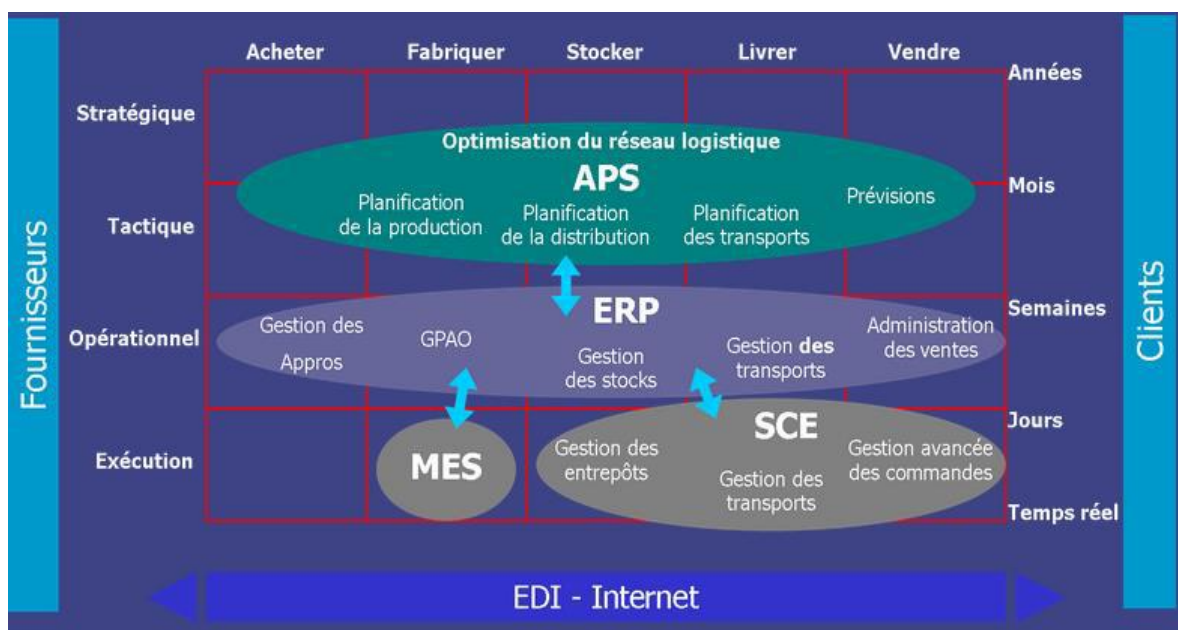 Acheter
Fabriquer
Stocker
Livrer
Vendre
Années
Stratégique
Optimisation du réseau logistique
APS
Mois
Tactique
Planification
de la production
Planification
de la distribution
Planification
des transports
Prévisions
Semaines
Opérationnel
ERP
Gestion des
Appros
GPAO
Gestion
des stocks
Gestion des
transports
Administration
des ventes
Jours
Exécution
MES
SCE
Gestion des
entrepôts
Gestion des
transports
Gestion avancée
des commandes
Temps réel
Fournisseurs
Clients
EDI - Internet